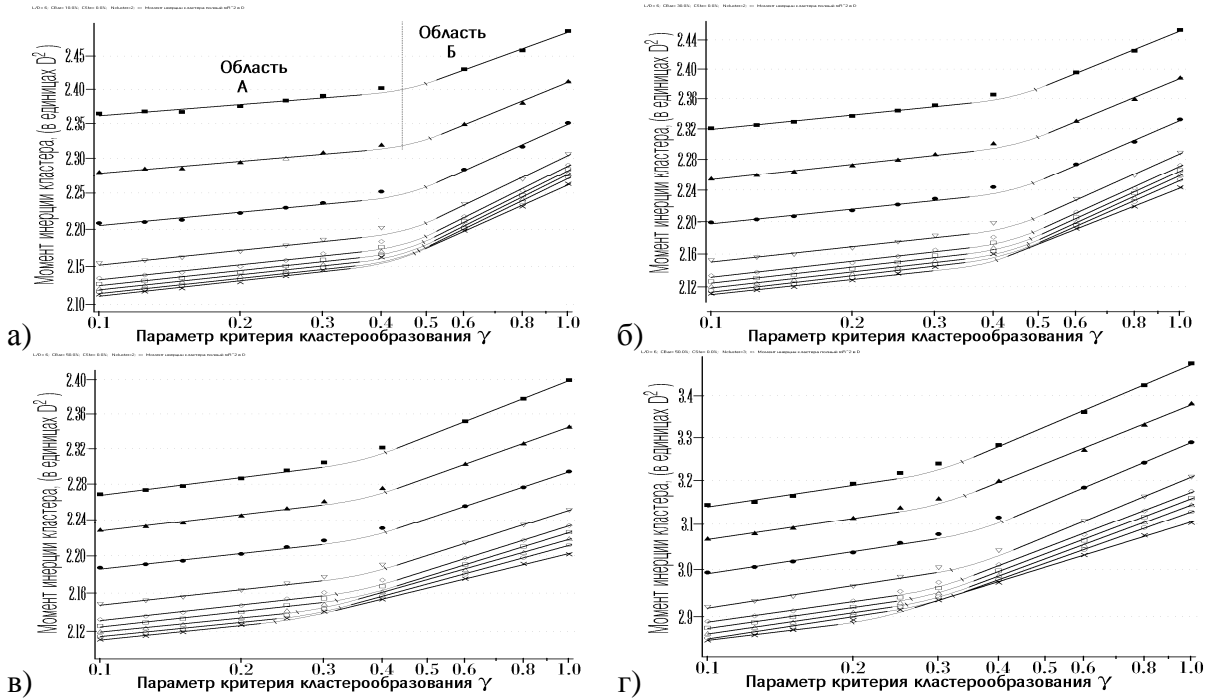 Область
А
Область
Б
Момент инерции кластера, (в единицах D²)
2.45
2.40
2.35
2.30
2.25
2.20
2.15
2.10
0.1 0.2 0.3 0.4 0.5 0.6 0.8 1.0
а) Параметр критерия кластерообразования γ
Момент инерции кластера, (в единицах D²)
2.44
2.40
2.36
2.32
2.28
2.24
2.20
2.16
2.12
0.1 0.2 0.3 0.4 0.5 0.6 0.8 1.0
б) Параметр критерия кластерообразования γ
Момент инерции кластера, (в единицах D²)
2.40
2.36
2.32
2.28
2.24
2.20
2.16
2.12
0.1 0.2 0.3 0.4 0.5 0.6 0.8 1.0
в) Параметр критерия кластерообразования γ
Момент инерции кластера, (в единицах D²)
3.4
3.3
3.2
3.1
3.0
2.9
0.1 0.2 0.3 0.4 0.5 0.6 0.8 1.0
г) Параметр критерия кластерообразования γ